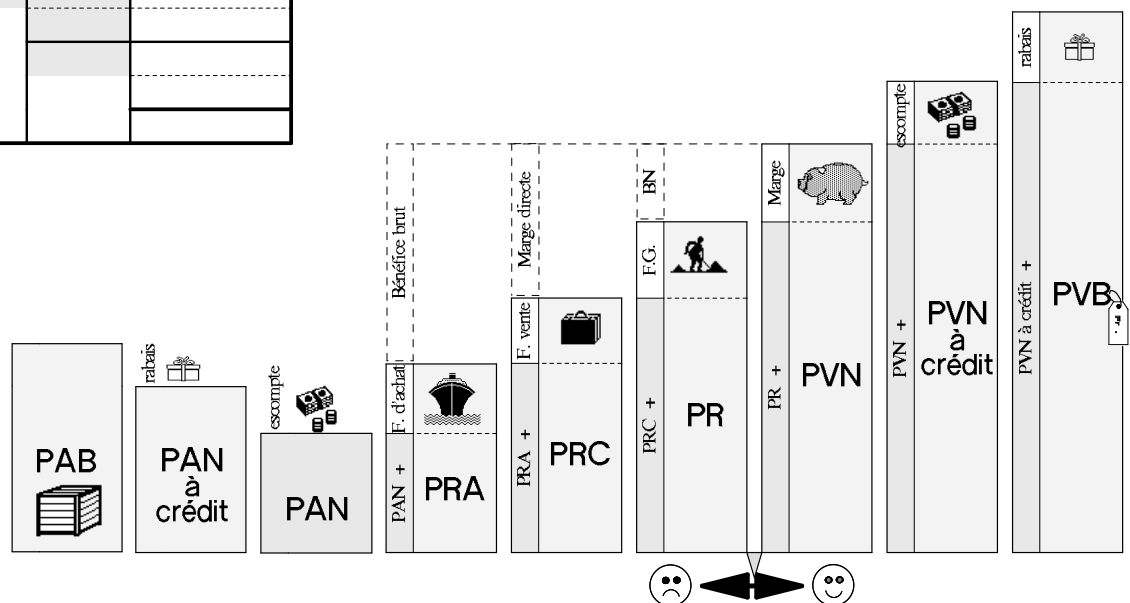 PAB
rabais
PAN
à
crédit
escompte
PAN
Bénéfice brut
F. d'achat
PAN +
PRA
Marge directe
F. vente
PRA +
PRC
BN
F.G.
PRC +
PR
Marge
PR +
PVN
escompte
PVN +
PVN
à
crédit
rabais
PVN à crédit +
PVB
Fr.